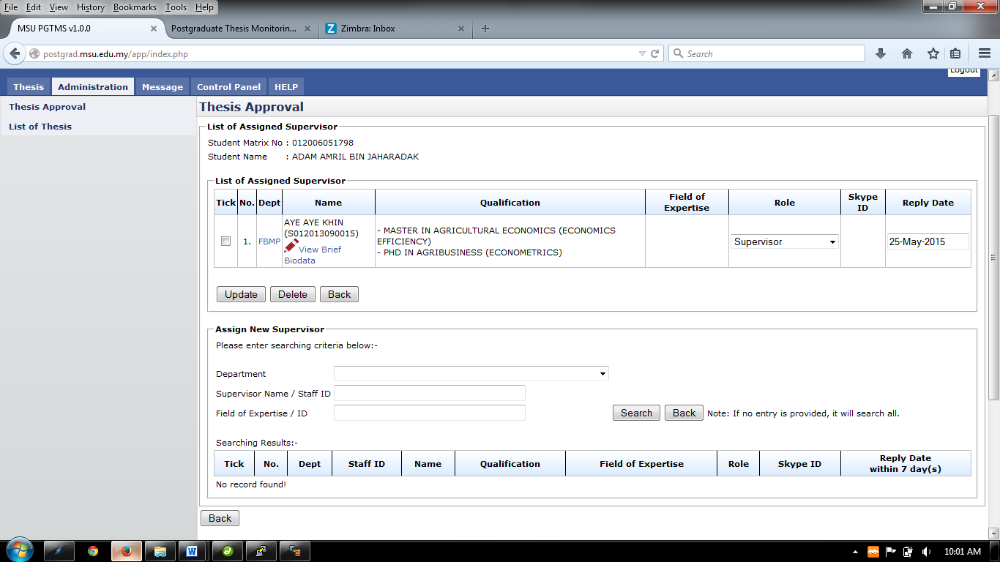 File Edit View History Bookmarks Tools Help
MSU PGTMS v1.0.0
Postgraduate Thesis Monitorin...
Zimbra: Inbox
postgrad.msu.edu.my/app/index.php
Search
Logout
Thesis Administration Message Control Panel HELP
Thesis Approval
List of Thesis
Thesis Approval
List of Assigned Supervisor
Student Matrix No : 012006051798
Student Name : ADAM AMRIL BIN JAHARADAK
List of Assigned Supervisor
Tick No. Dept Name Qualification Field of Expertise Role Skype ID Reply Date
1. FBMP
AYE AYE KHIN
(S012013090015)
View Brief
Biodata
- MASTER IN AGRICULTURAL ECONOMICS (ECONOMICS
EFFICIENCY)
- PHD IN AGRIBUSINESS (ECONOMETRICS)
Supervisor
25-May-2015
Update Delete Back
Assign New Supervisor
Please enter searching criteria below:-
Department
Supervisor Name / Staff ID
Field of Expertise / ID
Search Back Note: If no entry is provided, it will search all.
Searching Results:-
Tick No. Dept Staff ID Name Qualification Field of Expertise Role Skype ID Reply Date
within 7 day(s)
No record found!
Back
10:01 AM